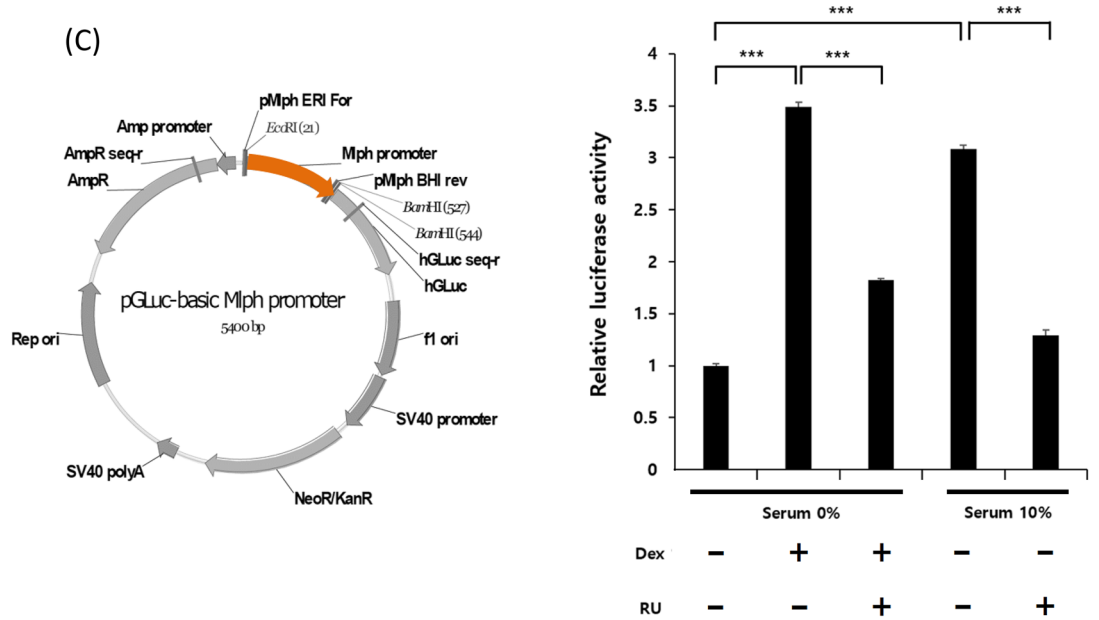 (C)
pMlph ERI For
EcoRI (21)
Amp promoter
AmpR seq-r
AmpR
Mlph promoter
pMlph BHI rev
BamHI (527)
BamHI (544)
hGLuc seq-r
hGLuc
pGLuc-basic Mlph promoter
5400 bp
Rep ori
f1 ori
SV40 promoter
SV40 polyA
NeoR/KanR
*** ***
*** ***
Relative luciferase activity
4
3.5
3
2.5
2
1.5
1
0.5
0
Serum 0% Serum 10%
Dex − + + − −
RU − − + − +